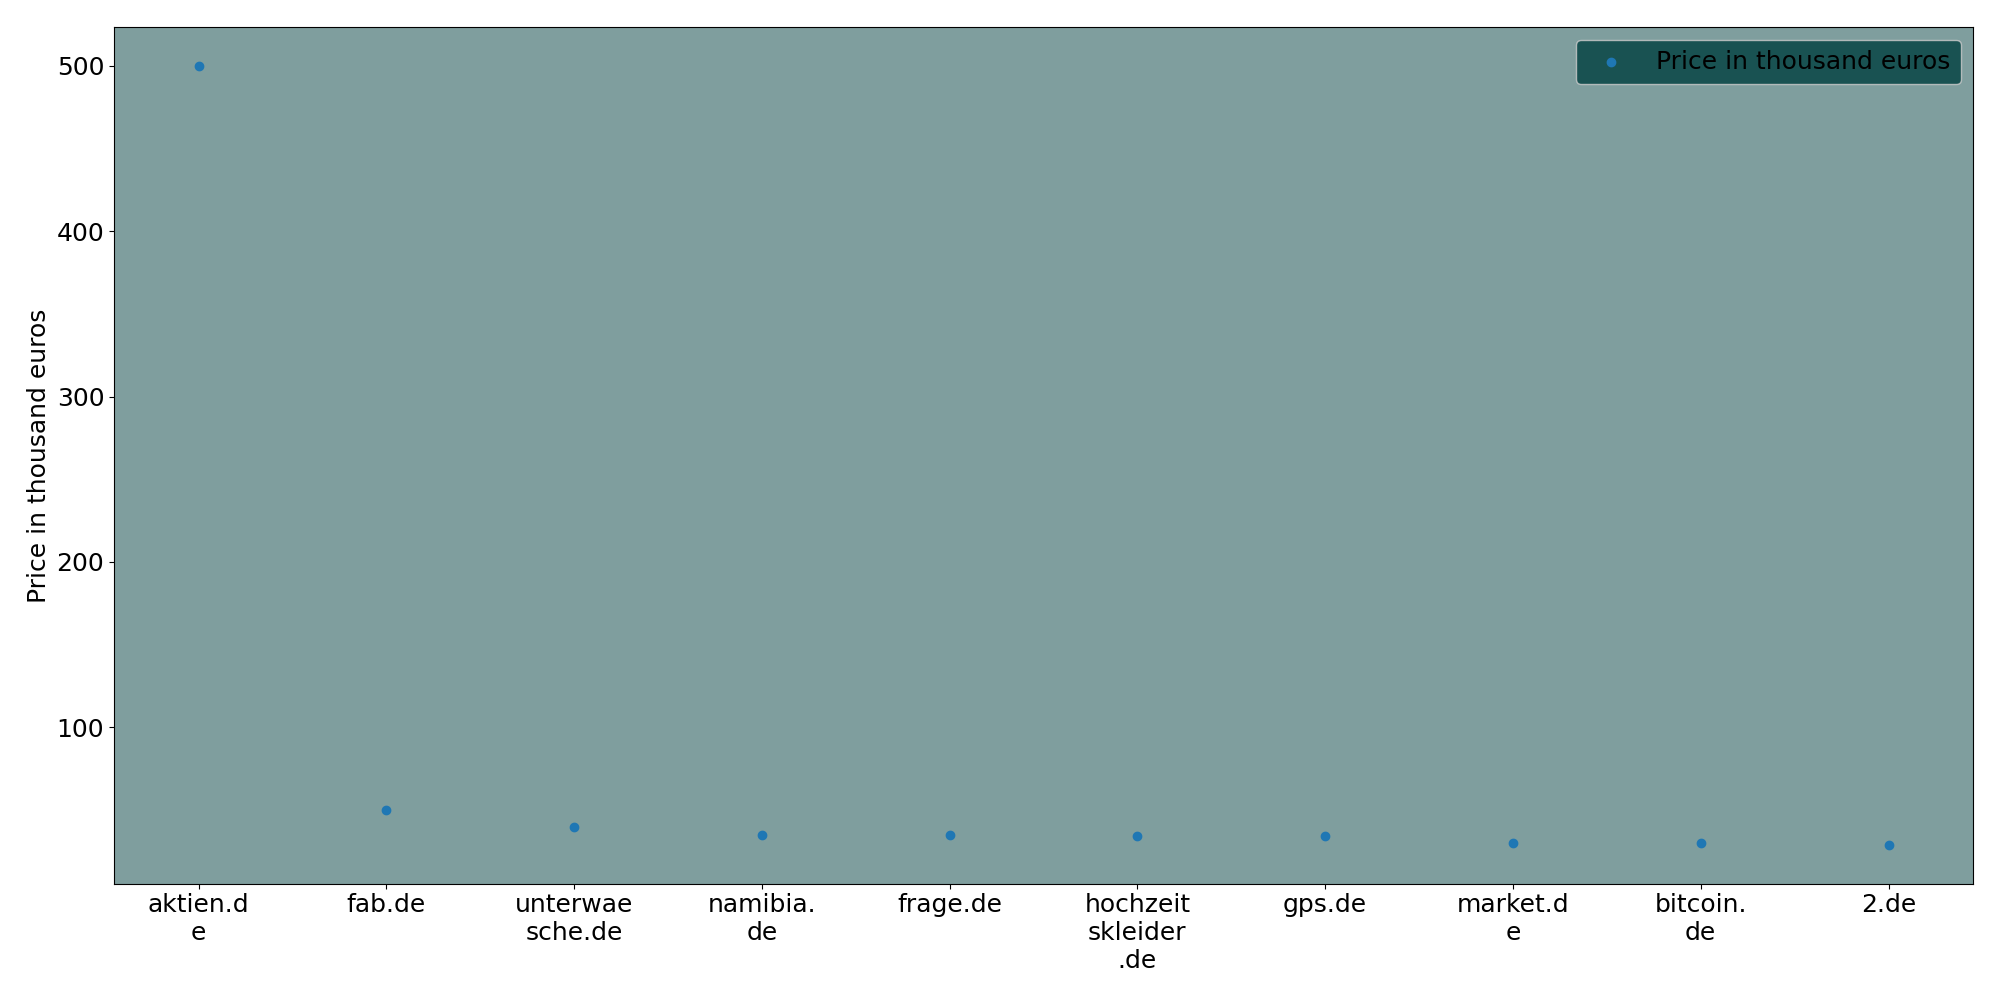 Price in thousand euros
500
400
300
200
100
Price in thousand euros
aktien.d
e
fab.de
unterwae
sche.de
namibia.
de
frage.de
hochzeit
skleider
.de
gps.de
market.d
e
bitcoin.
de
2.de